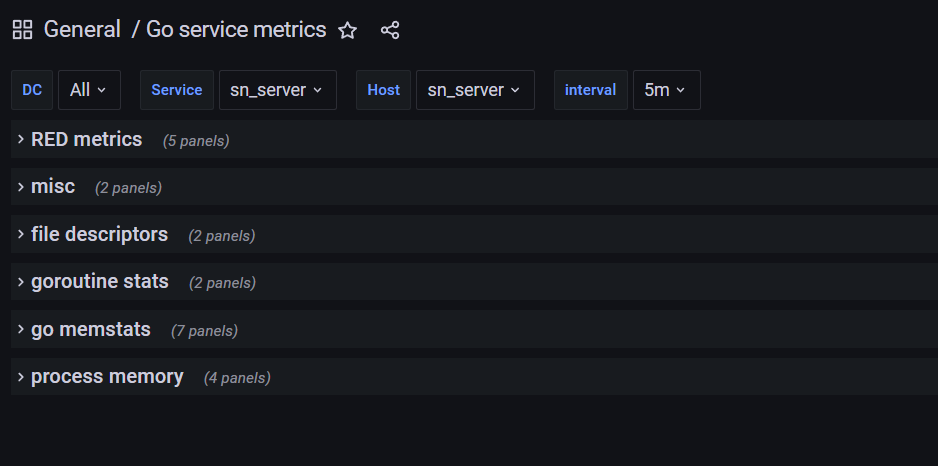 General / Go service metrics
DC All Service sn_server Host sn_server interval 5m
RED metrics (5 panels)
misc (2 panels)
file descriptors (2 panels)
goroutine stats (2 panels)
go memstats (7 panels)
process memory (4 panels)